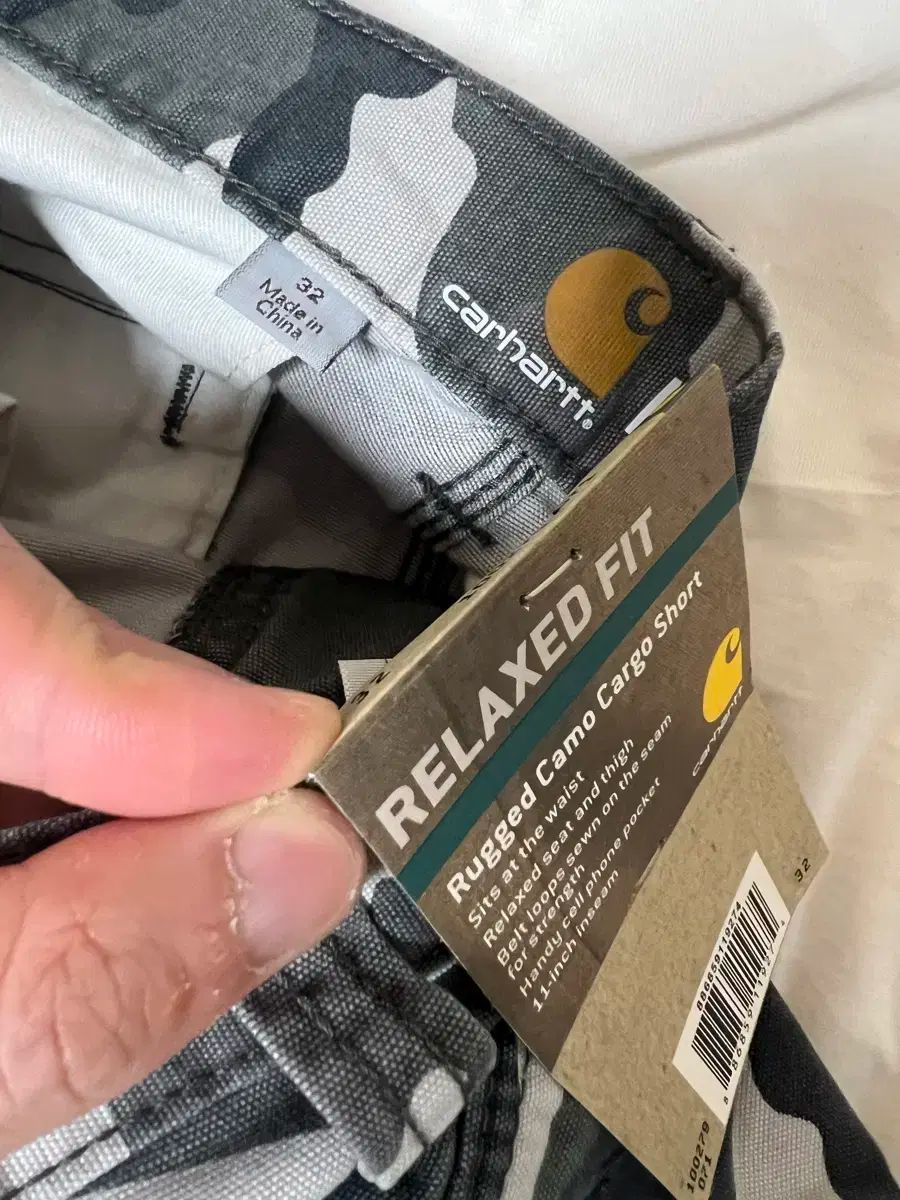 32
Made in
China
carhartt®
32
RELAXED FIT
Rugged Camo Cargo Short
Sits at the waist
Relaxed seat and thigh
Belt loops sewn on the seam
for strength
Handy cell phone pocket
11-inch inseam
carhartt
32
886859119274
100279
071